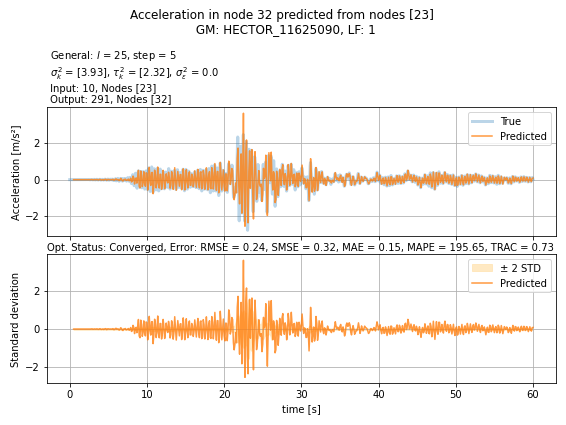 Acceleration in node 32 predicted from nodes [23]
GM: HECTOR_11625090, LF: 1
General: l = 25, step = 5
σ²ₖ = [3.93], τ²ₖ = [2.32], σ²ε = 0.0
Input: 10, Nodes [23]
Output: 291, Nodes [32]
Acceleration [m/s²]
2
0
−2
True
Predicted
Opt. Status: Converged, Error: RMSE = 0.24, SMSE = 0.32, MAE = 0.15, MAPE = 195.65, TRAC = 0.73
Standard deviation
2
0
−2
± 2 STD
Predicted
0 10 20 30 40 50 60
time [s]